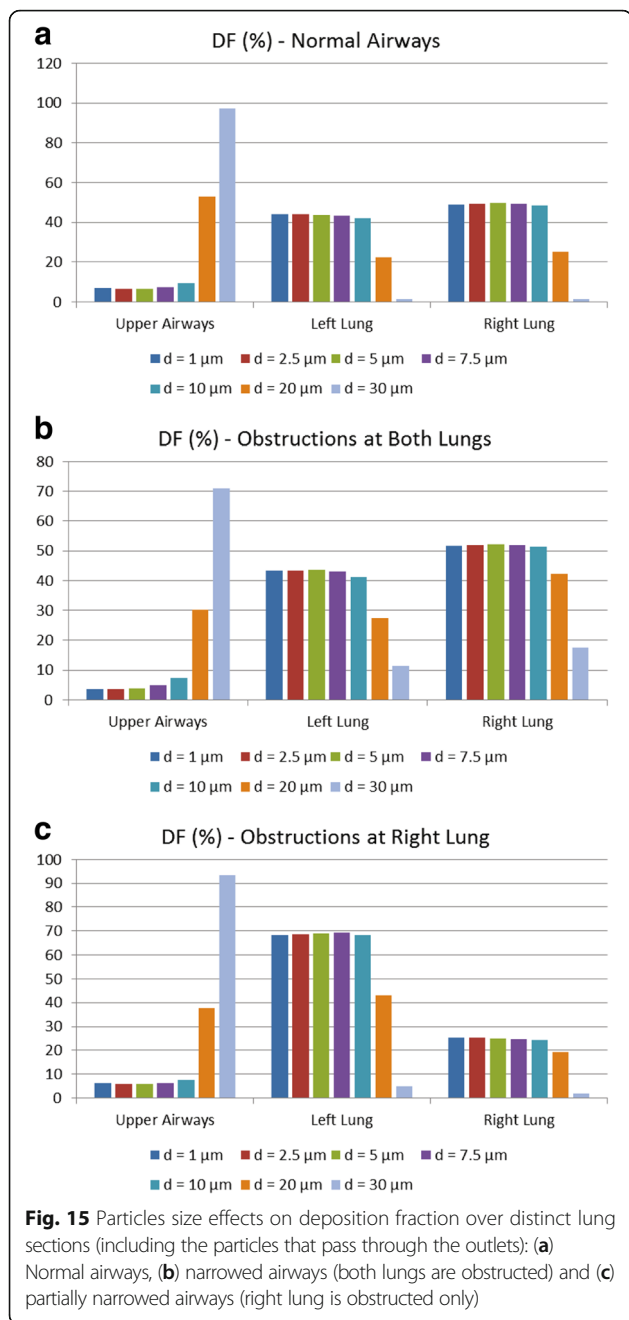 a
DF (%) - Normal Airways
120
100
80
60
40
20
0
Upper Airways Left Lung Right Lung
d = 1 µm d = 2.5 µm d = 5 µm d = 7.5 µm
d = 10 µm d = 20 µm d = 30 µm
b
DF (%) - Obstructions at Both Lungs
80
70
60
50
40
30
20
10
0
Upper Airways Left Lung Right Lung
d = 1 µm d = 2.5 µm d = 5 µm d = 7.5 µm
d = 10 µm d = 20 µm d = 30 µm
c
DF (%) - Obstructions at Right Lung
100
90
80
70
60
50
40
30
20
10
0
Upper Airways Left Lung Right Lung
d = 1 µm d = 2.5 µm d = 5 µm d = 7.5 µm
d = 10 µm d = 20 µm d = 30 µm
Fig. 15 Particles size effects on deposition fraction over distinct lung
sections (including the particles that pass through the outlets): (a)
Normal airways, (b) narrowed airways (both lungs are obstructed) and (c)
partially narrowed airways (right lung is obstructed only)